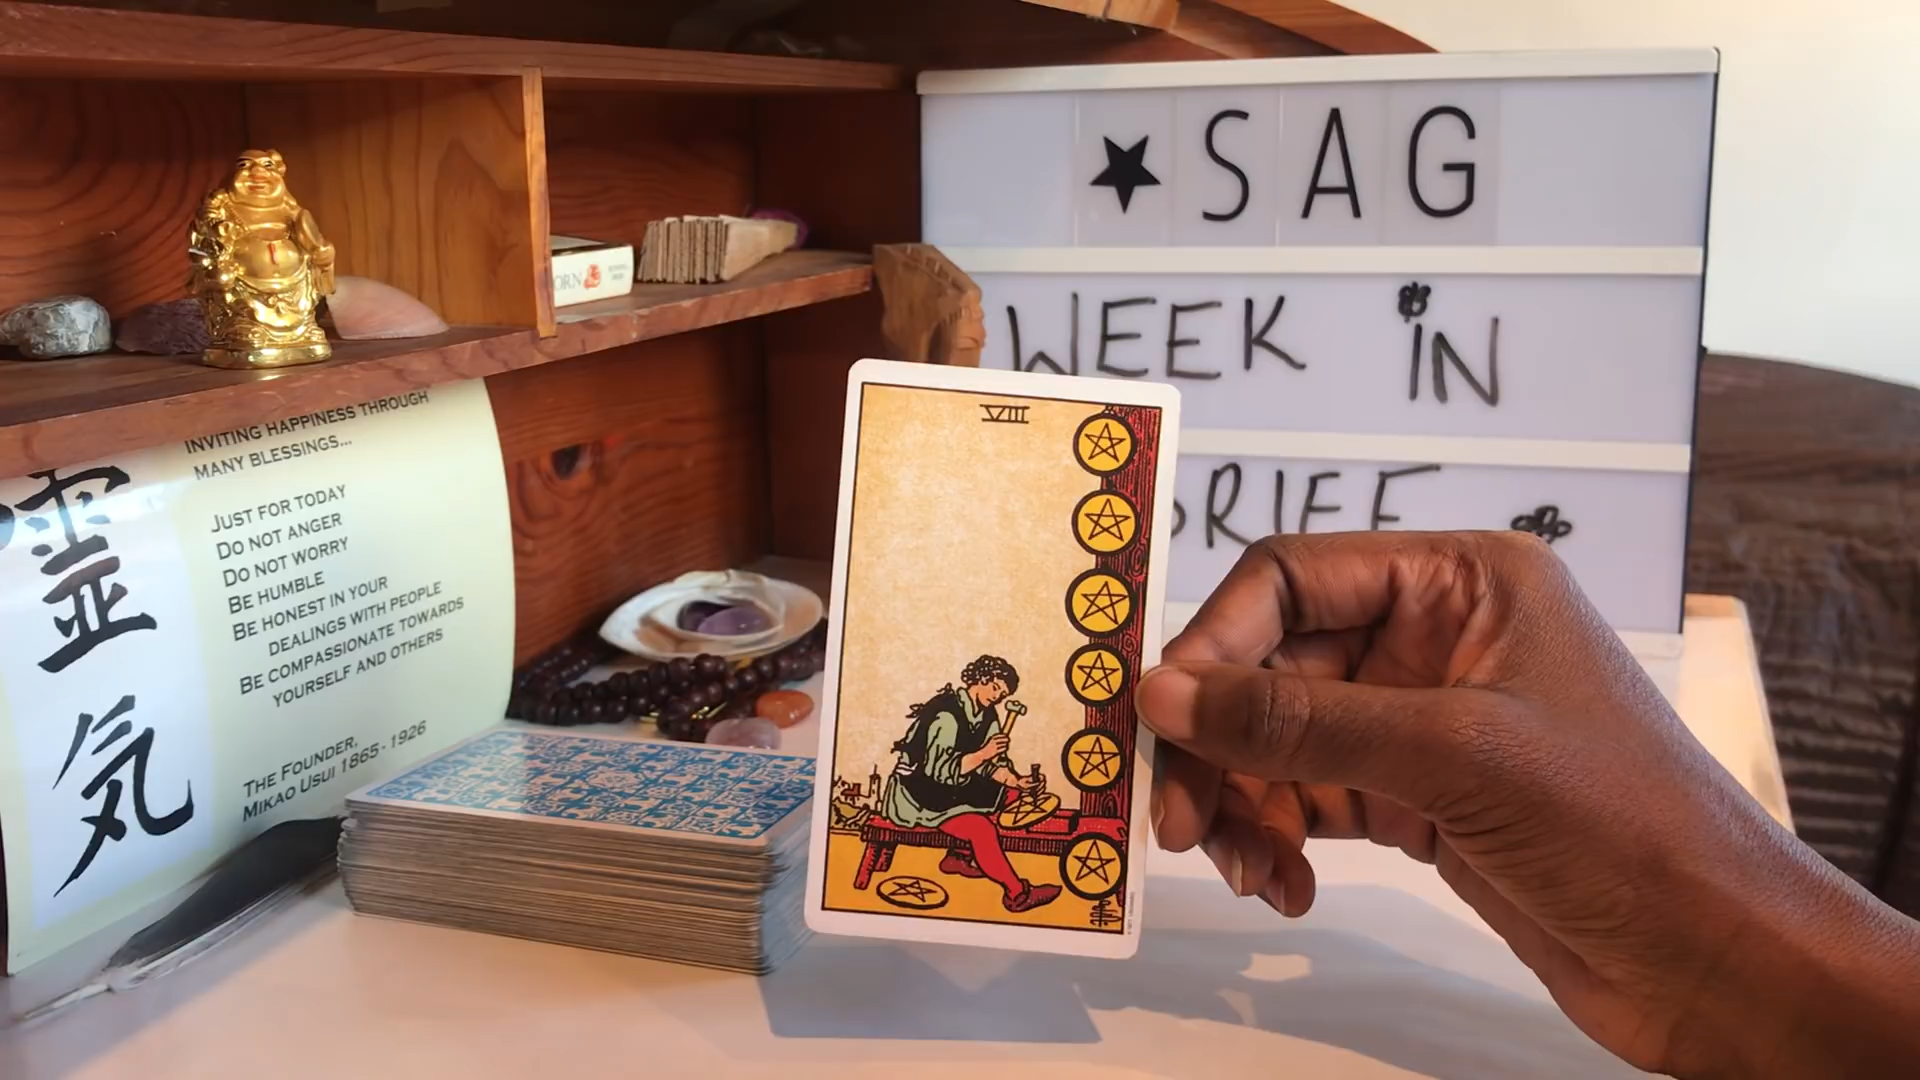 ★SAG
WEEK IN
INVITING HAPPINESS THROUGH
MANY BLESSINGS...
JUST FOR TODAY
DO NOT ANGER
DO NOT WORRY
BE HUMBLE
BE HONEST IN YOUR
DEALINGS WITH PEOPLE
BE COMPASSIONATE TOWARDS
YOURSELF AND OTHERS
THE FOUNDER,
MIKAO USUI 1865-1926
靈
気
VIII